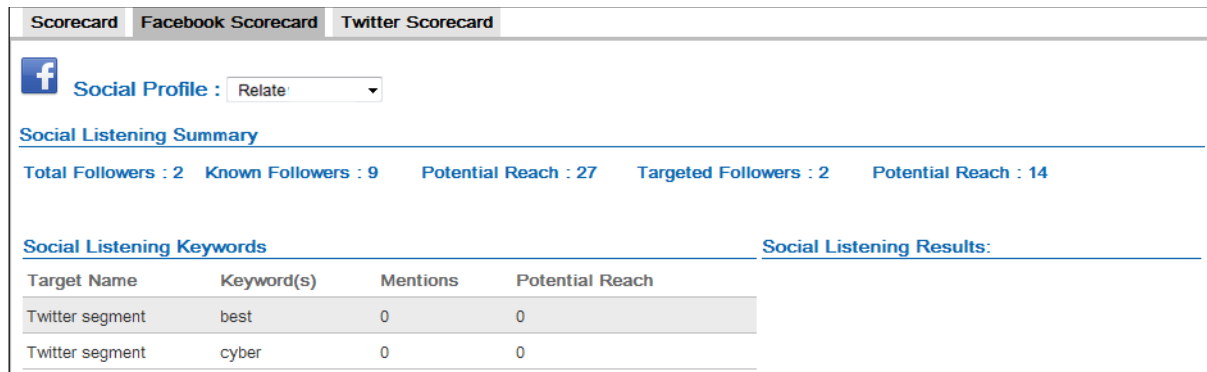 Scorecard Facebook Scorecard Twitter Scorecard
f
Social Profile : Relate
Social Listening Summary
Total Followers : 2 Known Followers : 9 Potential Reach : 27 Targeted Followers : 2 Potential Reach : 14
Social Listening Keywords Social Listening Results:
Target Name Keyword(s) Mentions Potential Reach
Twitter segment best 0 0
Twitter segment cyber 0 0